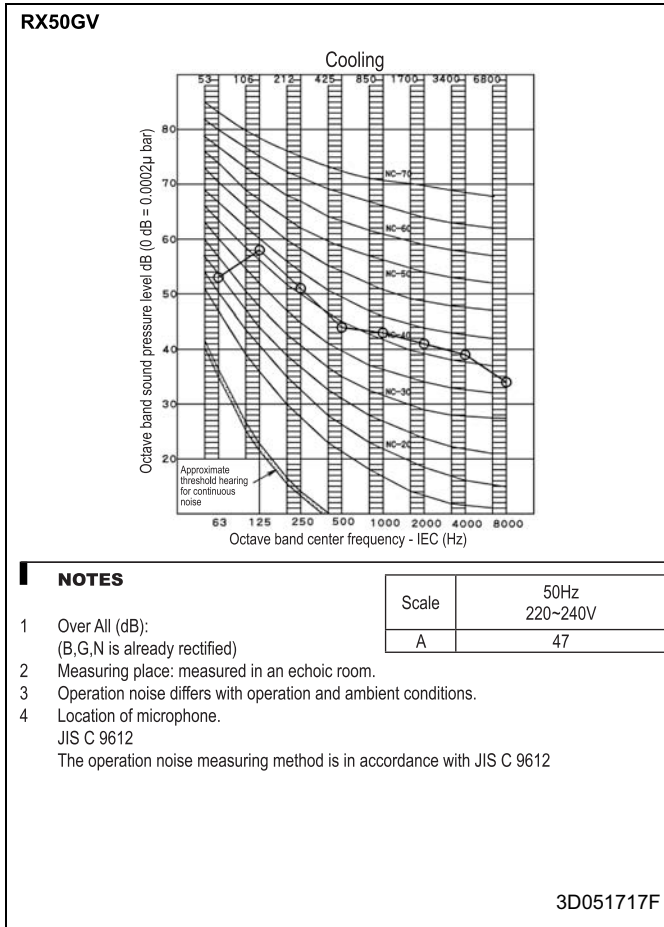 RX50GV
Cooling
53 106 212 425 850 1700 3400 6800
Octave band sound pressure level dB (0 dB = 0.0002µ bar)
80
70
60
50
40
30
20
NC-70
NC-60
NC-50
NC-40
NC-30
NC-20
Approximate
threshold hearing
for continuous
noise
63 125 250 500 1000 2000 4000 8000
Octave band center frequency - IEC (Hz)
NOTES
1 Over All (dB):
(B,G,N is already rectified)
Scale
50Hz
220~240V
A 47
2 Measuring place: measured in an echoic room.
3 Operation noise differs with operation and ambient conditions.
4 Location of microphone.
JIS C 9612
The operation noise measuring method is in accordance with JIS C 9612
3D051717F